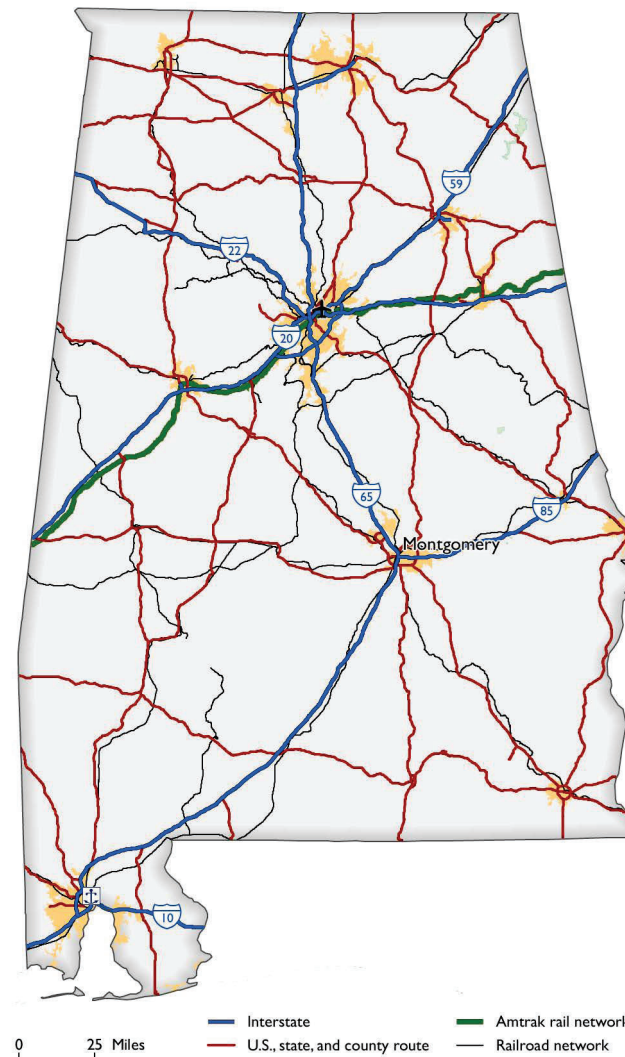 59
22
20
65
85
Montgomery
10
Interstate
Amtrak rail network
0 25 Miles
U.S., state, and county route
Railroad network